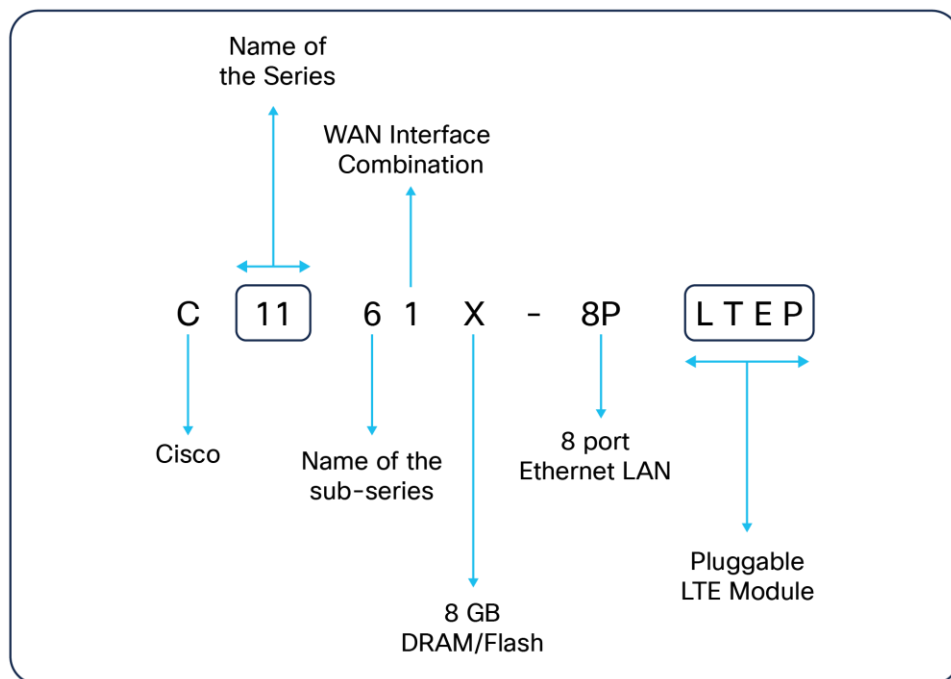 Name of
the Series
WAN Interface
Combination
C 11 6 1 X - 8P LTEP
Cisco
Name of the
sub-series
8 port
Ethernet LAN
8 GB
DRAM/Flash
Pluggable
LTE Module